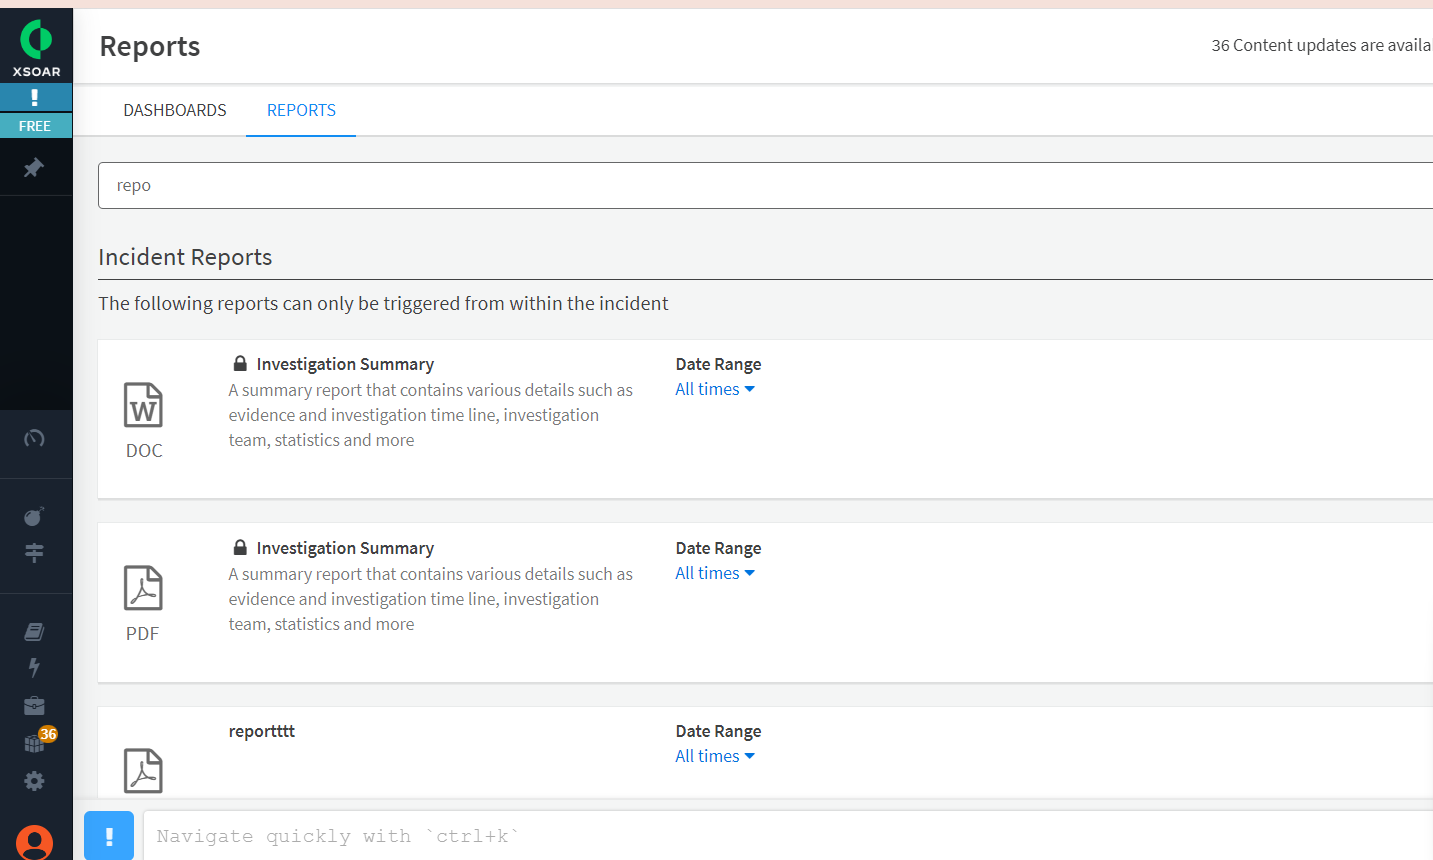 XSOAR
FREE
Reports
36 Content updates are availa
DASHBOARDS
REPORTS
repo
Incident Reports
The following reports can only be triggered from within the incident
Investigation Summary
A summary report that contains various details such as
evidence and investigation time line, investigation
team, statistics and more
DOC
Date Range
All times
Investigation Summary
A summary report that contains various details such as
evidence and investigation time line, investigation
team, statistics and more
PDF
Date Range
All times
reportttt
Date Range
All times
36
Navigate quickly with `ctrl+k`